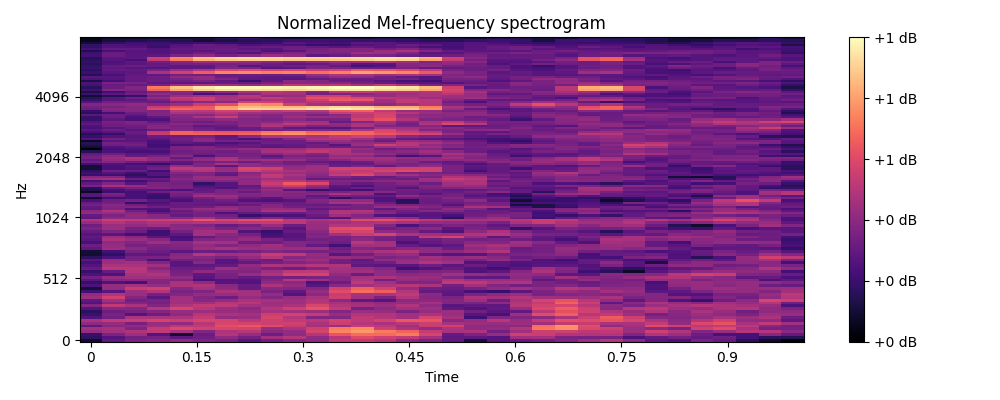 Normalized Mel-frequency spectrogram
+1 dB
4096
+1 dB
2048
+1 dB
Hz
1024
+0 dB
512
+0 dB
0
+0 dB
0 0.15 0.3 0.45 0.6 0.75 0.9
Time